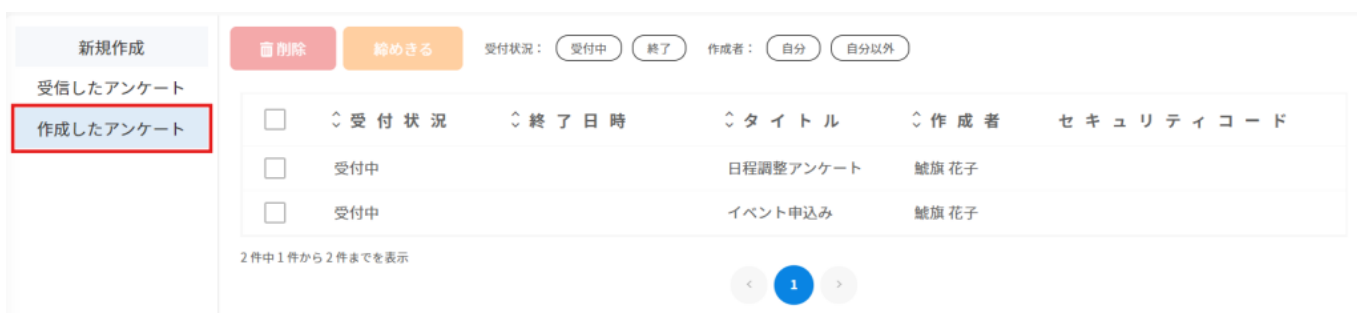 新規作成
受信したアンケート
作成したアンケート
削除 締めきる 受付状況： 受付中 終了 作成者： 自分 自分以外
受付状況 終了日時 タイトル 作成者 セキュリティコード
受付中 日程調整アンケート 鯱旗 花子
受付中 イベント申込み 鯱旗 花子
2件中1件から2件までを表示
< 1 >